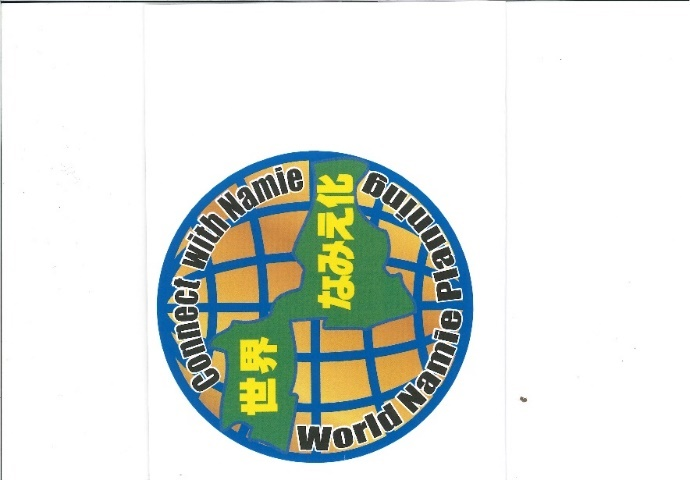 Connect with Namie
世界
なみえ化
World Namie Planning